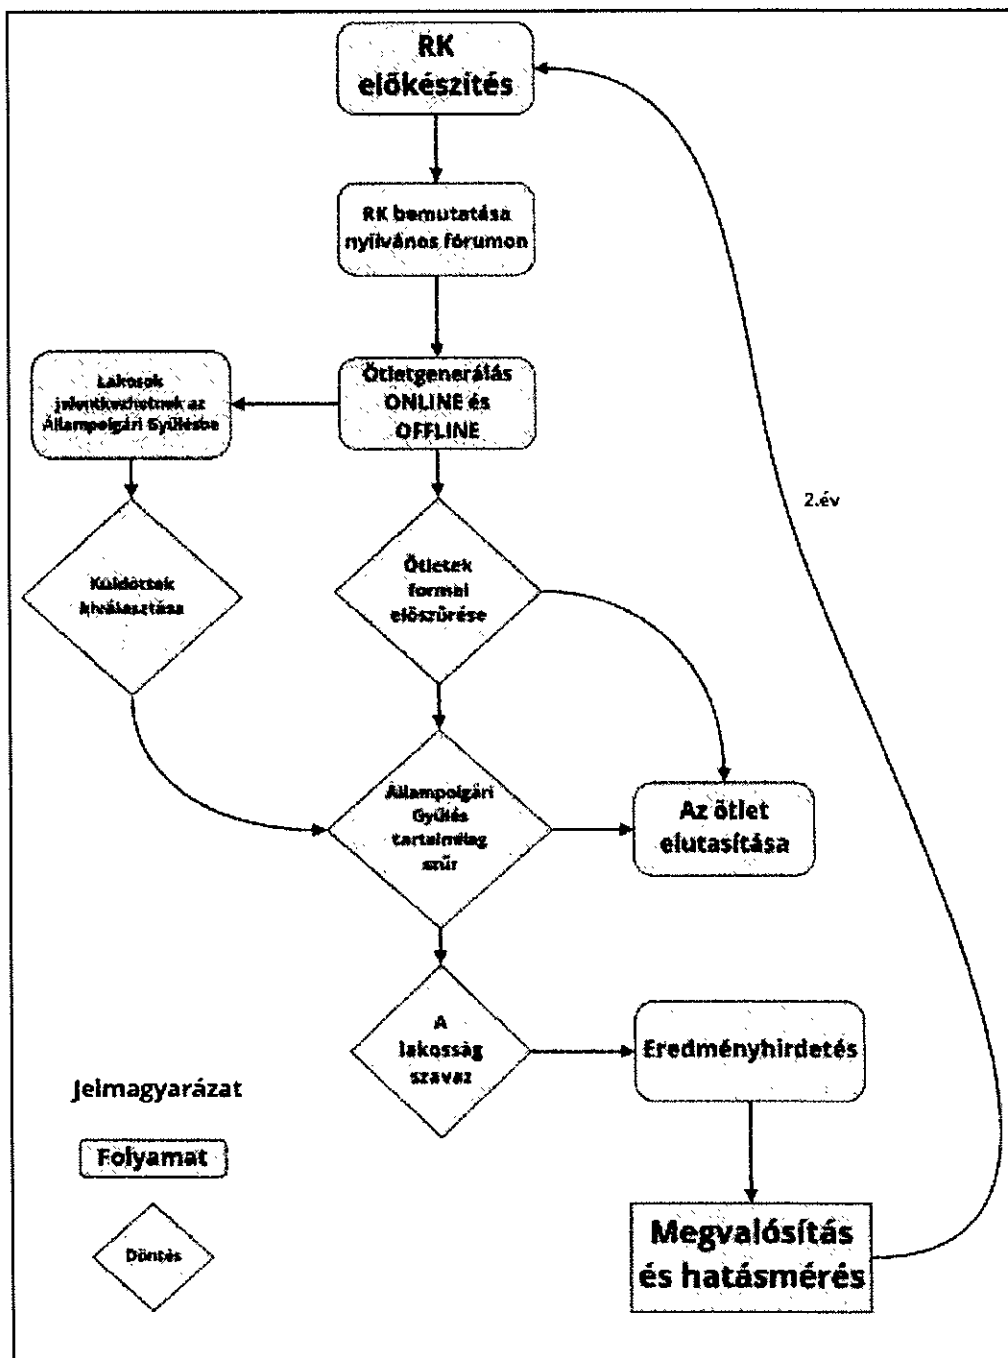 RK
előkészítés
RK bemutatása
nyilvános fórumon
Ötletgenerálás
ONLINE és
OFFLINE
Lakosok
jelentkezhetnek az
Állampolgári Gyűlésbe
Küldöttek
kiválasztása
Ötletek
formai
előszűrése
2.év
Állampolgári
Gyűlés
tartalmilag
szűr
Az ötlet
elutasítása
A
lakosság
szavaz
Eredményhirdetés
Jelmagyarázat
Folyamat
Döntés
Megvalósítás
és hatásmérés